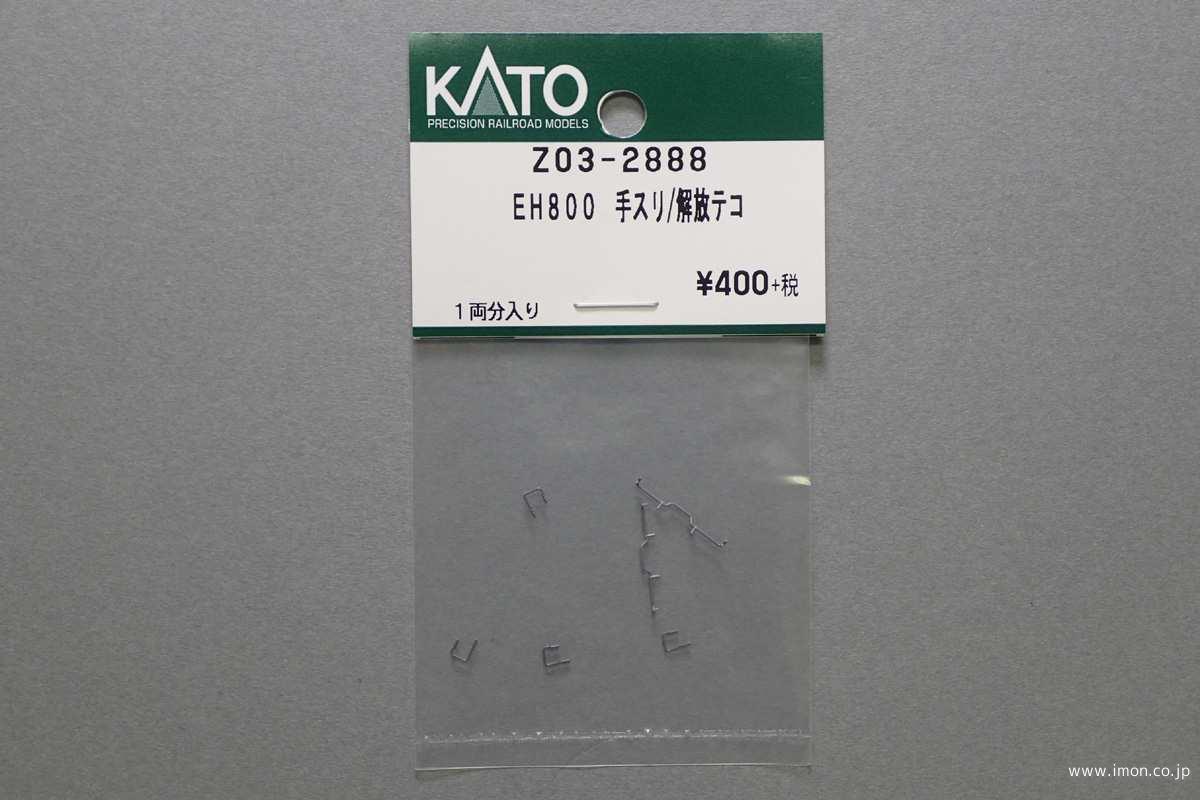 KATO
PRECISION RAILROAD MODELS
Z03-2888
EH800 手スリ/解放テコ
¥400+税
1両分入り
www.imon.co.jp